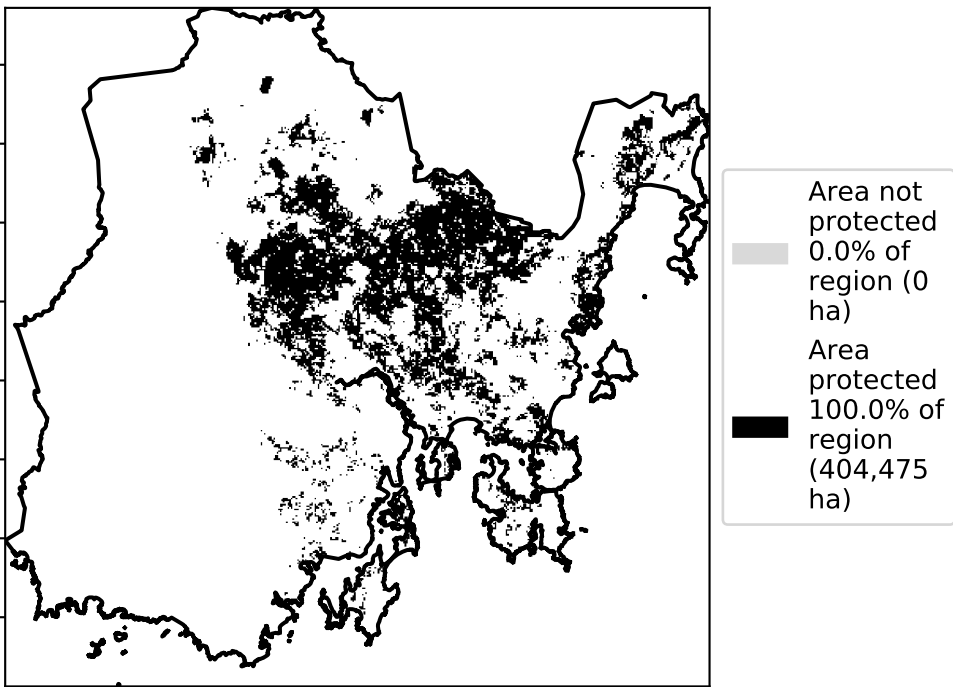 Area not
protected
0.0% of
region (0
ha)
Area
protected
100.0% of
region
(404,475
ha)